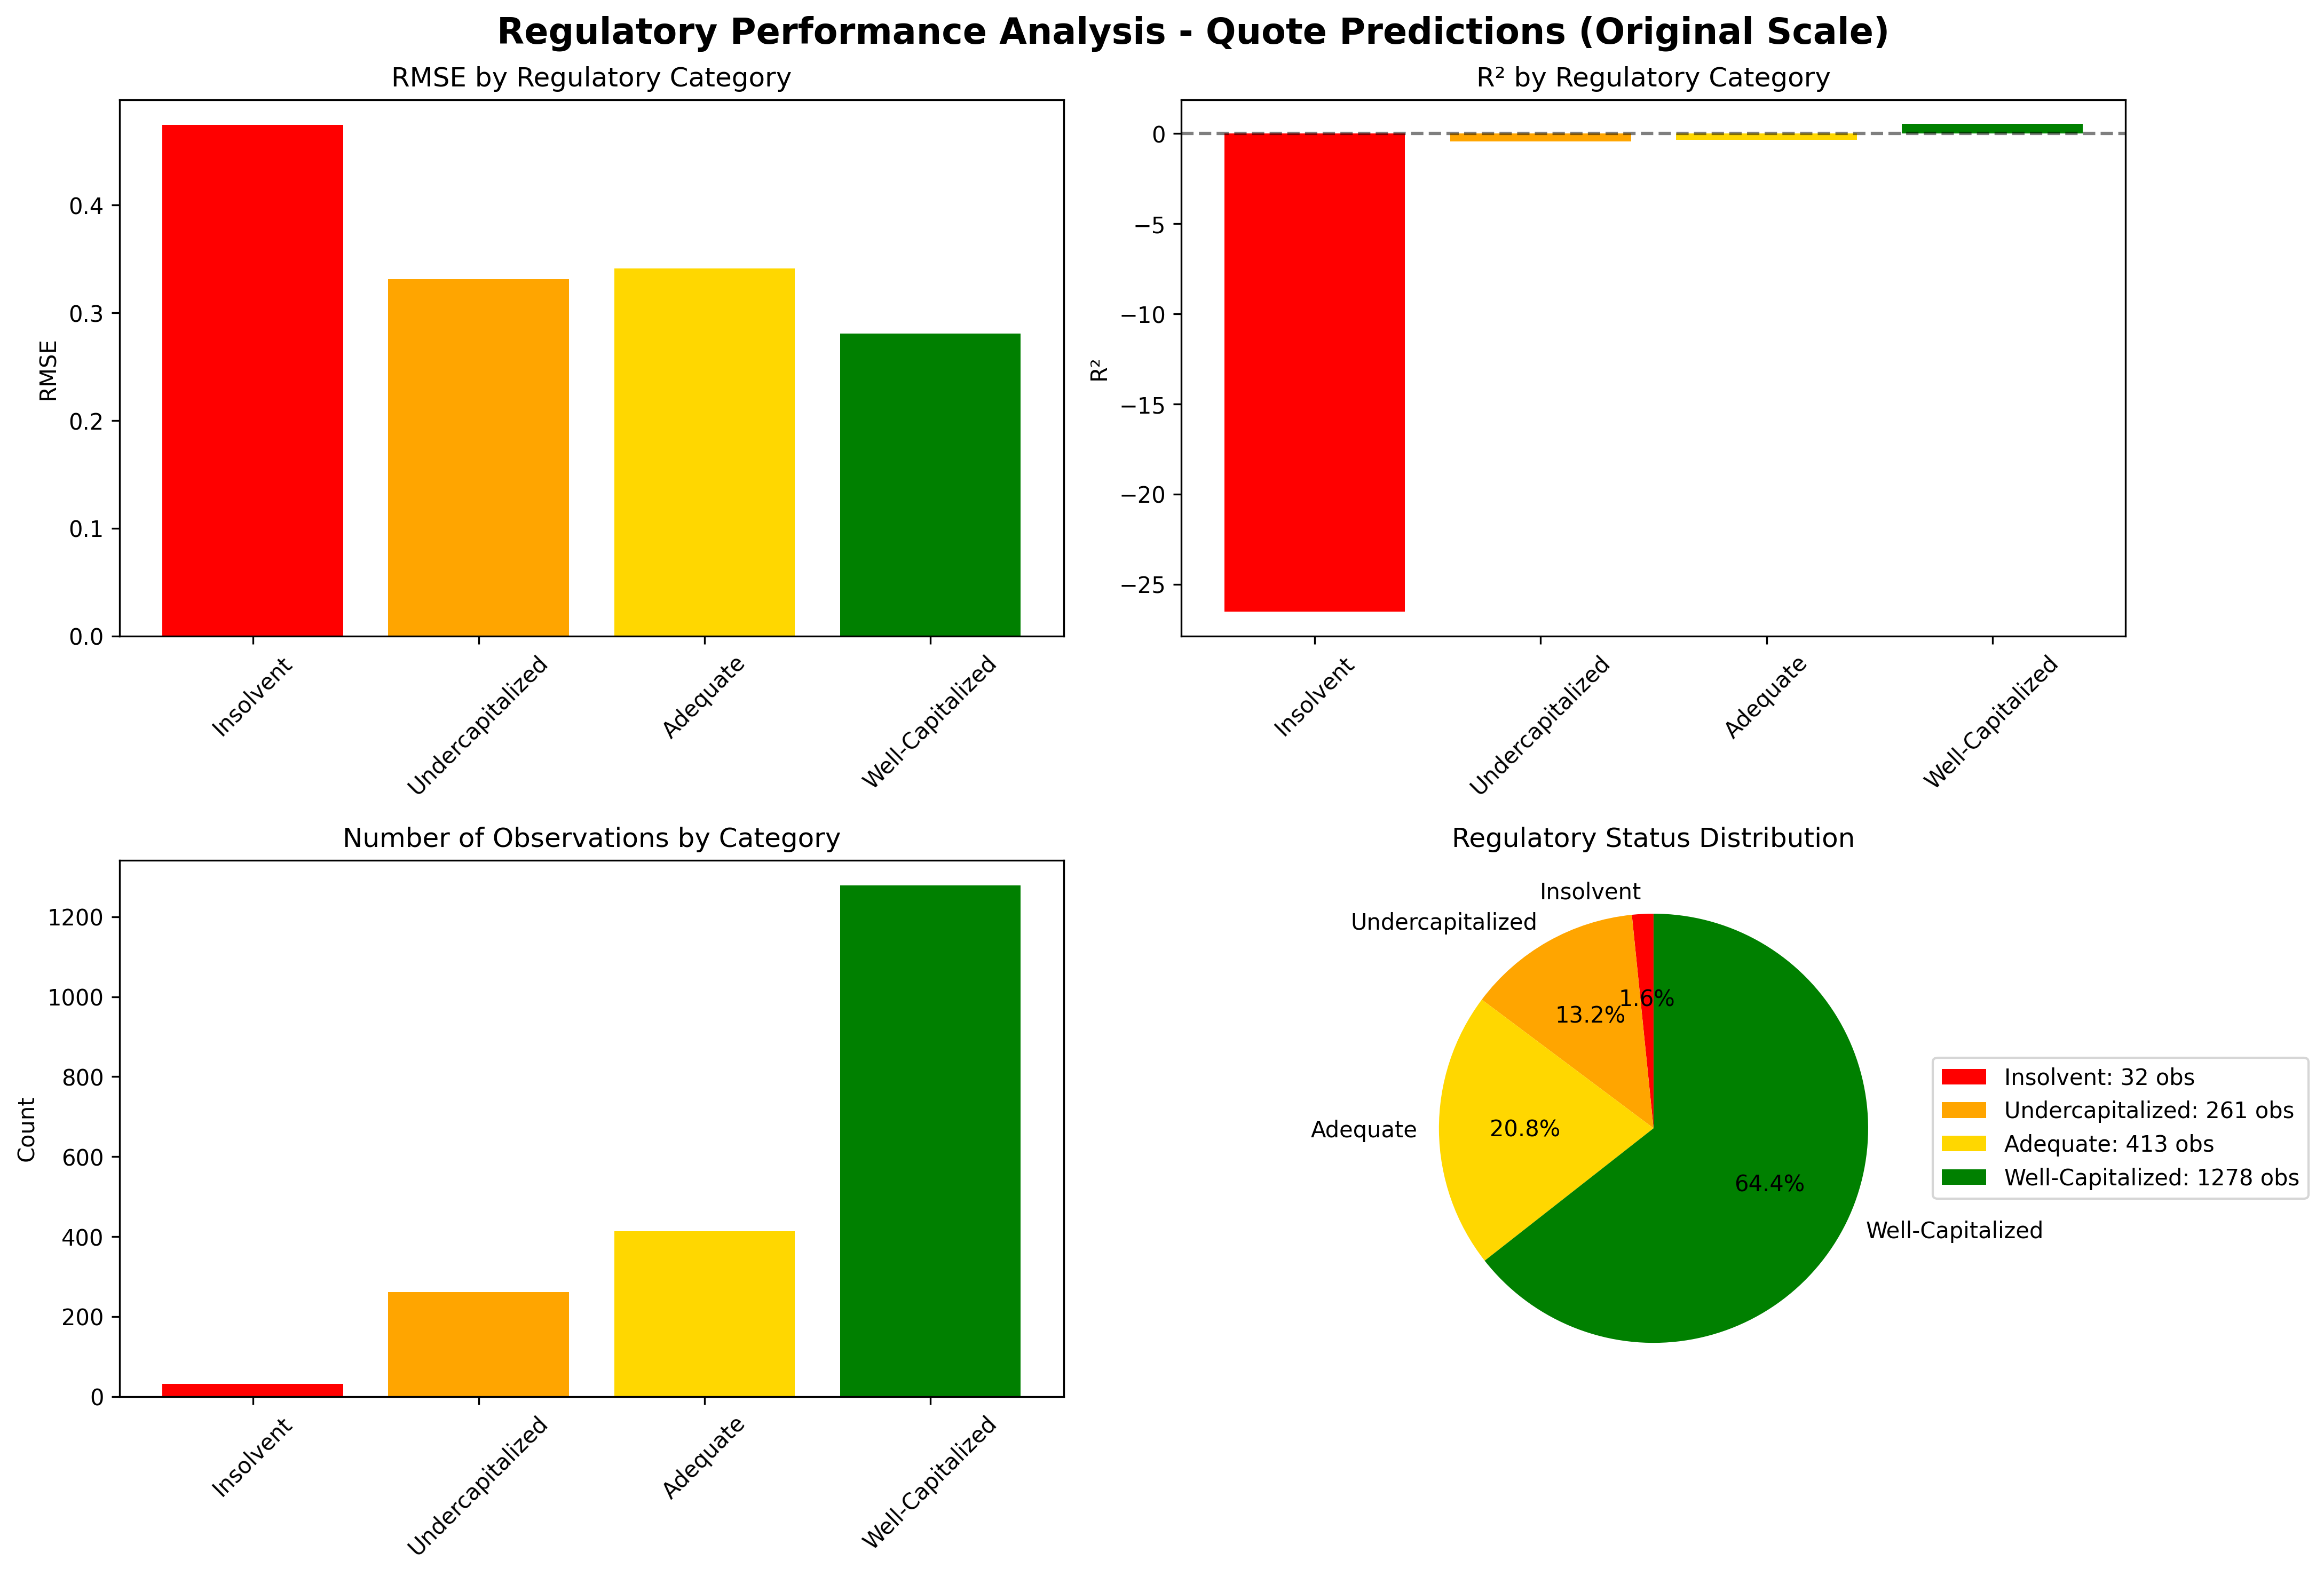 Regulatory Performance Analysis - Quote Predictions (Original Scale)
RMSE by Regulatory Category
RMSE
0.4
0.3
0.2
0.1
0.0
Insolvent
Undercapitalized
Adequate
Well-Capitalized
R² by Regulatory Category
R²
0
−5
−10
−15
−20
−25
Insolvent
Undercapitalized
Adequate
Well-Capitalized
Number of Observations by Category
Count
1200
1000
800
600
400
200
0
Insolvent
Undercapitalized
Adequate
Well-Capitalized
Regulatory Status Distribution
Insolvent
Undercapitalized
1.6%
13.2%
Adequate
20.8%
64.4%
Well-Capitalized
Insolvent: 32 obs
Undercapitalized: 261 obs
Adequate: 413 obs
Well-Capitalized: 1278 obs